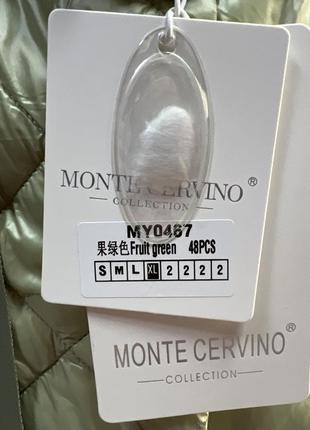 MONTE CERVINO ®
COLLECTION
MY0467
果绿色Fruit green 48PCS
S M L XL 2 2 2 2
MONTE CERVINO ®
COLLECTION